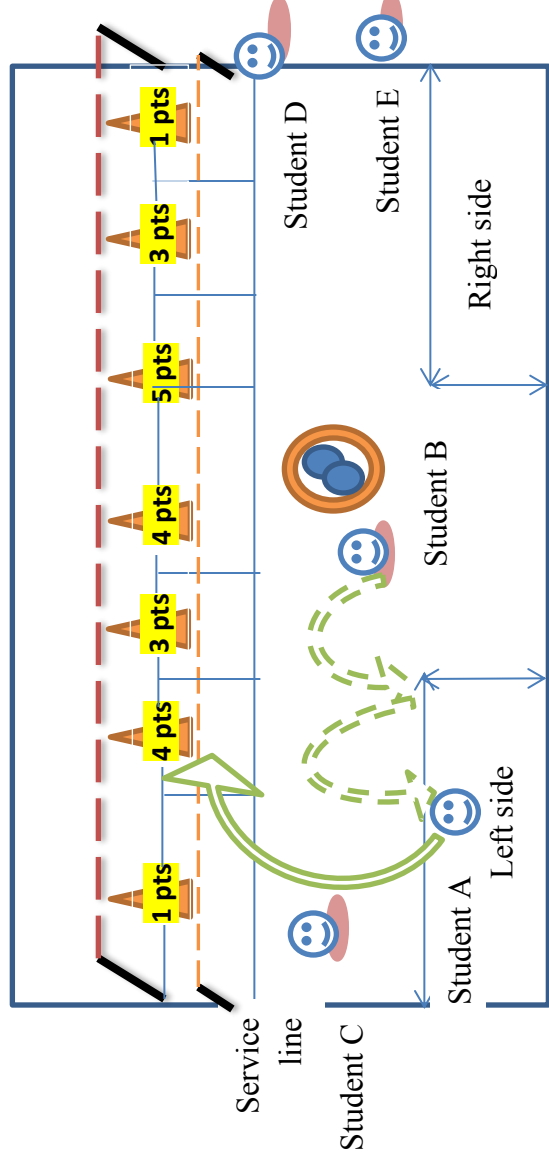 1 pts
4 pts
3 pts
4 pts
5 pts
3 pts
1 pts
Service
line
Student C
Student D
Student E
Student B
Student A
Left side
Right side